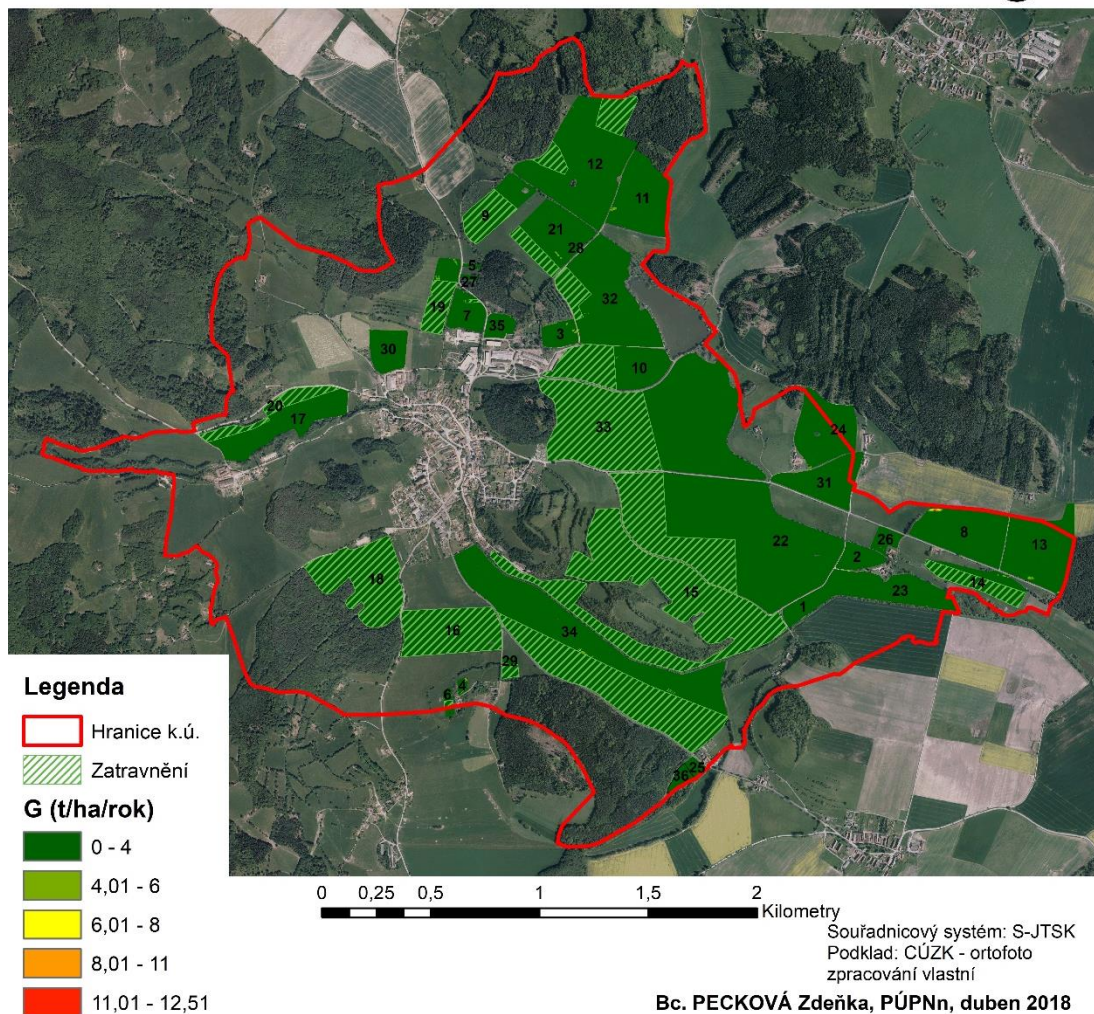 12
11
9
21
28
5
27
32
19
7
35
3
30
10
20
17
33
24
31
22
8
13
26
2
14
23
18
15
1
16
34
29
4
6
25
36
Legenda
Hranice k.ú.
Zatravnění
G (t/ha/rok)
0 - 4
4,01 - 6
6,01 - 8
8,01 - 11
11,01 - 12,51
0 0,25 0,5 1 1,5 2
Kilometry
Souřadnicový systém: S-JTSK
Podklad: ČÚZK - ortofoto
zpracování vlastní
Bc. PECKOVÁ Zdeňka, PÚPNn, duben 2018